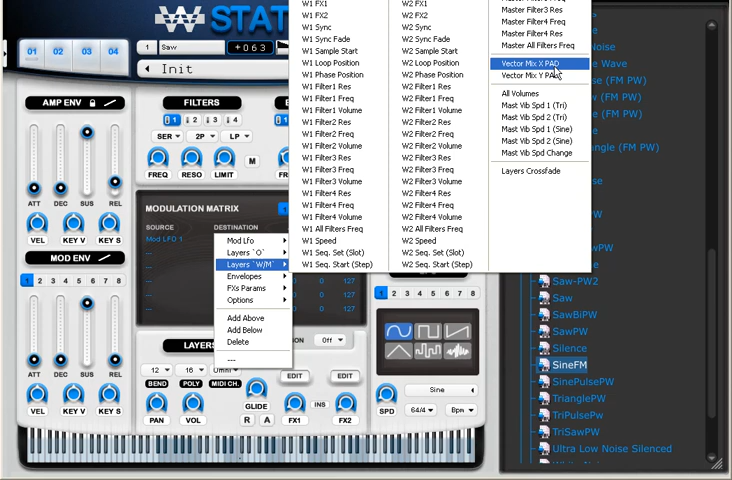 STAT
01 02 03 04
1 Saw +063
Init
AMP ENV
ATT DEC SUS REL
VEL KEY V KEY S
MOD ENV
1 2 3 4 5 6 7 8
ATT DEC SUS REL
VEL KEY V KEY S
FILTERS
1 2 3 4
SER 2P LP
FREQ RESO LIMIT M
MODULATION MATRIX
SOURCE DESTINATION
Mod LFO 1
127
127
Mod Lfo
Layers `O`
Layers `W/M`
Envelopes
FXs Params
Options
Add Above
Add Below
Delete
---
W1 FX1
W1 FX2
W1 Sync
W1 Sync Fade
W1 Sample Start
W1 Loop Position
W1 Phase Position
W1 Filter1 Res
W1 Filter1 Freq
W1 Filter1 Volume
W1 Filter2 Res
W1 Filter2 Freq
W1 Filter2 Volume
W1 Filter3 Res
W1 Filter3 Freq
W1 Filter3 Volume
W1 Filter4 Res
W1 Filter4 Freq
W1 Filter4 Volume
W1 All Filters Freq
W1 Speed
W1 Seq. Set (Slot)
W1 Seq. Start (Step)
W2 FX1
W2 FX2
W2 Sync
W2 Sync Fade
W2 Sample Start
W2 Loop Position
W2 Phase Position
W2 Filter1 Res
W2 Filter1 Freq
W2 Filter1 Volume
W2 Filter2 Res
W2 Filter2 Freq
W2 Filter2 Volume
W2 Filter3 Res
W2 Filter3 Freq
W2 Filter3 Volume
W2 Filter4 Res
W2 Filter4 Freq
W2 Filter4 Volume
W2 All Filters Freq
W2 Speed
W2 Seq. Set (Slot)
W2 Seq. Start (Step)
Master Filter3 Res
Master Filter4 Freq
Master Filter4 Res
Master All Filters Freq
Vector Mix X PAD
Vector Mix Y PAD
All Volumes
Mast Vib Spd 1 (Tri)
Mast Vib Spd 2 (Tri)
Mast Vib Spd 1 (Sine)
Mast Vib Spd 2 (Sine)
Mast Vib Spd Change
Layers Crossfade
LAYERS
Off
12 16 Omni
BEND POLY MIDI CH.
EDIT EDIT
GLIDE INS
PAN VOL R A FX1 FX2
1 2 3 4 5 6 7 8
Sine
SPD 64/4 Bpm
Noise
Wave
(FM PW)
(FM PW)
PW)
angle (FM PW)
Saw-PW2
Saw
SawBiPW
SawPW
Silence
SineFM
SinePulsePW
TrianglePW
TriPulsePW
TriSawPW
Ultra Low Noise Silenced